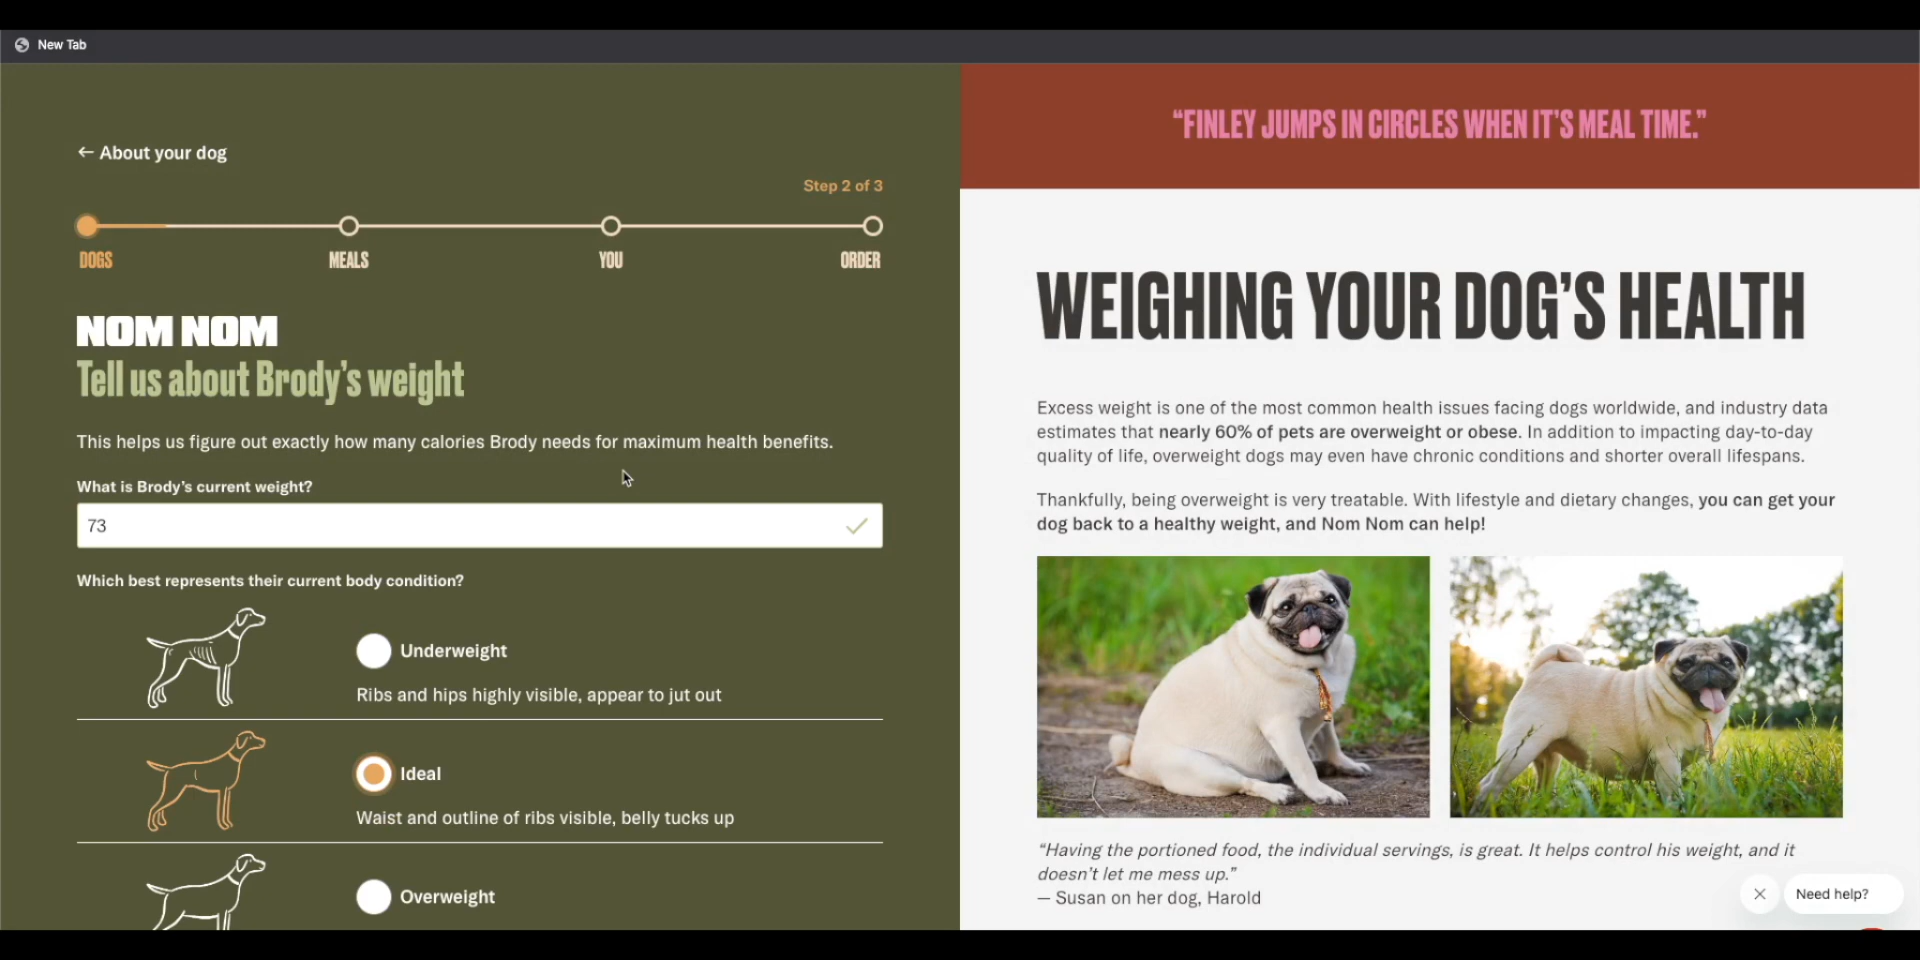 New Tab
← About your dog
Step 2 of 3
DOGS
MEALS
YOU
ORDER
NOM NOM
Tell us about Brody’s weight
This helps us figure out exactly how many calories Brody needs for maximum health benefits.
What is Brody’s current weight?
73
Which best represents their current body condition?
Underweight
Ribs and hips highly visible, appear to jut out
Ideal
Waist and outline of ribs visible, belly tucks up
Overweight
“FINLEY JUMPS IN CIRCLES WHEN IT’S MEAL TIME.”
WEIGHING YOUR DOG’S HEALTH
Excess weight is one of the most common health issues facing dogs worldwide, and industry data
estimates that nearly 60% of pets are overweight or obese. In addition to impacting day-to-day
quality of life, overweight dogs may even have chronic conditions and shorter overall lifespans.
Thankfully, being overweight is very treatable. With lifestyle and dietary changes, you can get your
dog back to a healthy weight, and Nom Nom can help!
“Having the portioned food, the individual servings, is great. It helps control his weight, and it
doesn’t let me mess up.”
— Susan on her dog, Harold
Need help?